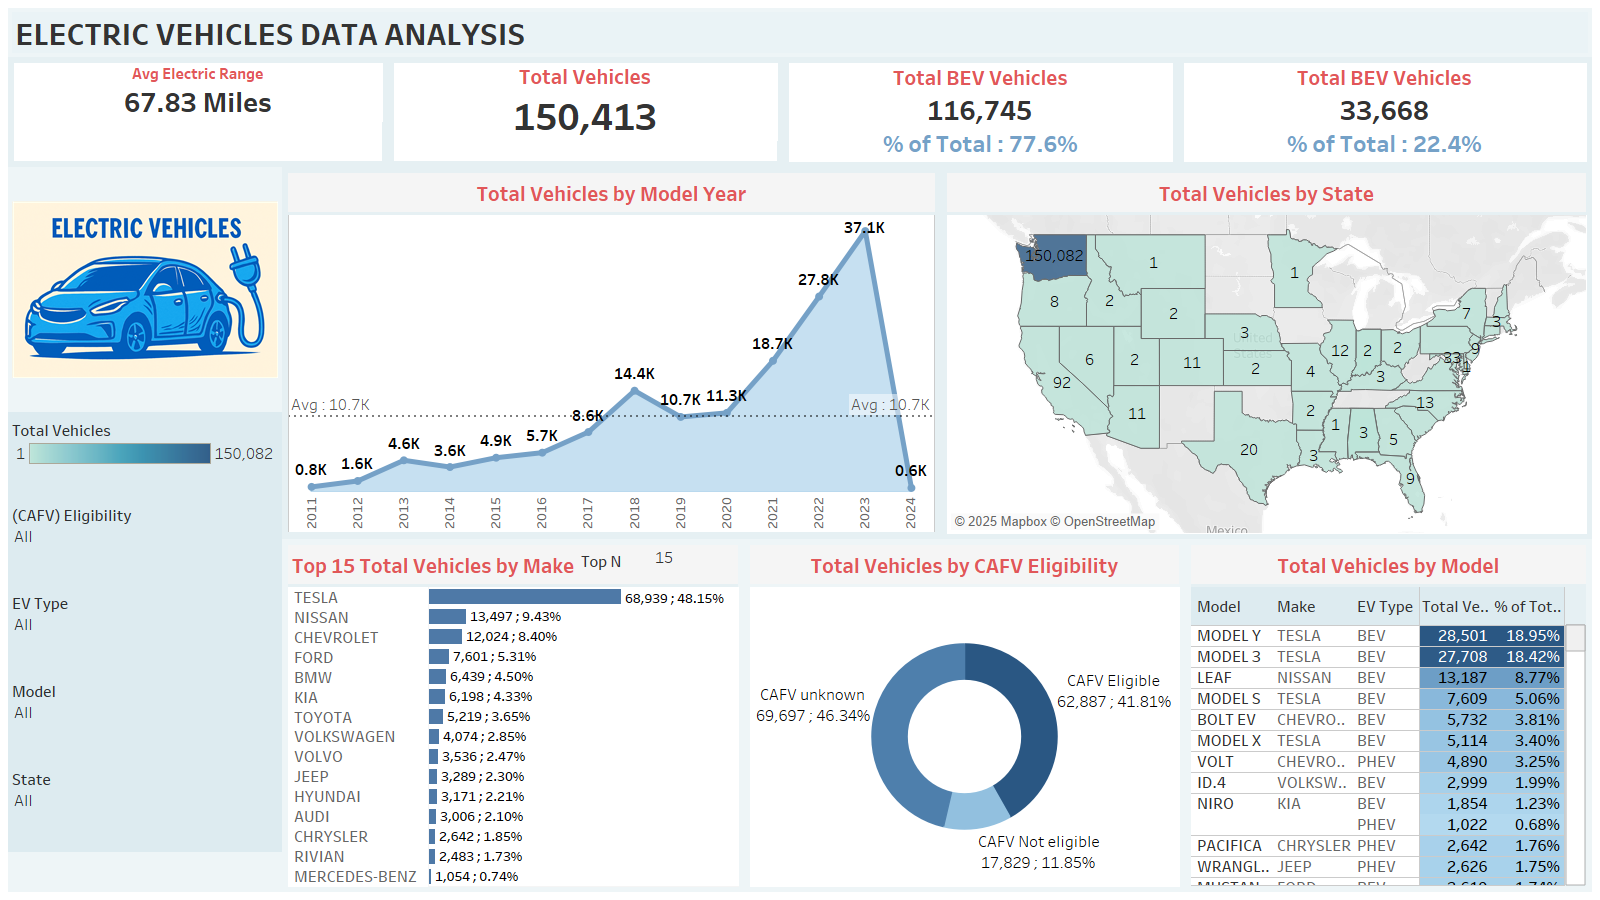 ELECTRIC VEHICLES DATA ANALYSIS
Avg Electric Range
67.83 Miles
Total Vehicles
150,413
Total BEV Vehicles
116,745
% of Total : 77.6%
Total BEV Vehicles
33,668
% of Total : 22.4%
ELECTRIC VEHICLES
Total Vehicles
1 150,082
(CAFV) Eligibility
All
EV Type
All
Model
All
State
All
Total Vehicles by Model Year
37.1K
27.8K
18.7K
14.4K
10.7K 11.3K
Avg : 10.7K Avg : 10.7K
8.6K
4.6K 3.6K 4.9K 5.7K
0.8K 1.6K 0.6K
2011 2012 2013 2014 2015 2016 2017 2018 2019 2020 2021 2022 2023 2024
Total Vehicles by State
150,082 1 1
8 2 2 7 3
3 12 2 2 9
United States
6 2 11 2 33 1
92 4 3
11 2 13
1 3 5
20 3 9
© 2025 Mapbox © OpenStreetMap
Mexico
Top 15 Total Vehicles by Make Top N 15
TESLA 68,939 ; 48.15%
NISSAN 13,497 ; 9.43%
CHEVROLET 12,024 ; 8.40%
FORD 7,601 ; 5.31%
BMW 6,439 ; 4.50%
KIA 6,198 ; 4.33%
TOYOTA 5,219 ; 3.65%
VOLKSWAGEN 4,074 ; 2.85%
VOLVO 3,536 ; 2.47%
JEEP 3,289 ; 2.30%
HYUNDAI 3,171 ; 2.21%
AUDI 3,006 ; 2.10%
CHRYSLER 2,642 ; 1.85%
RIVIAN 2,483 ; 1.73%
MERCEDES-BENZ 1,054 ; 0.74%
Total Vehicles by CAFV Eligibility
CAFV Eligible
62,887 ; 41.81%
CAFV unknown
69,697 ; 46.34%
CAFV Not eligible
17,829 ; 11.85%
Total Vehicles by Model
Model Make EV Type Total Ve.. % of Tot..
MODEL Y TESLA BEV 28,501 18.95%
MODEL 3 TESLA BEV 27,708 18.42%
LEAF NISSAN BEV 13,187 8.77%
MODEL S TESLA BEV 7,609 5.06%
BOLT EV CHEVRO.. BEV 5,732 3.81%
MODEL X TESLA BEV 5,114 3.40%
VOLT CHEVRO.. PHEV 4,890 3.25%
ID.4 VOLKSW.. BEV 2,999 1.99%
NIRO KIA BEV 1,854 1.23%
PHEV 1,022 0.68%
PACIFICA CHRYSLER PHEV 2,642 1.76%
WRANGL.. JEEP PHEV 2,626 1.75%